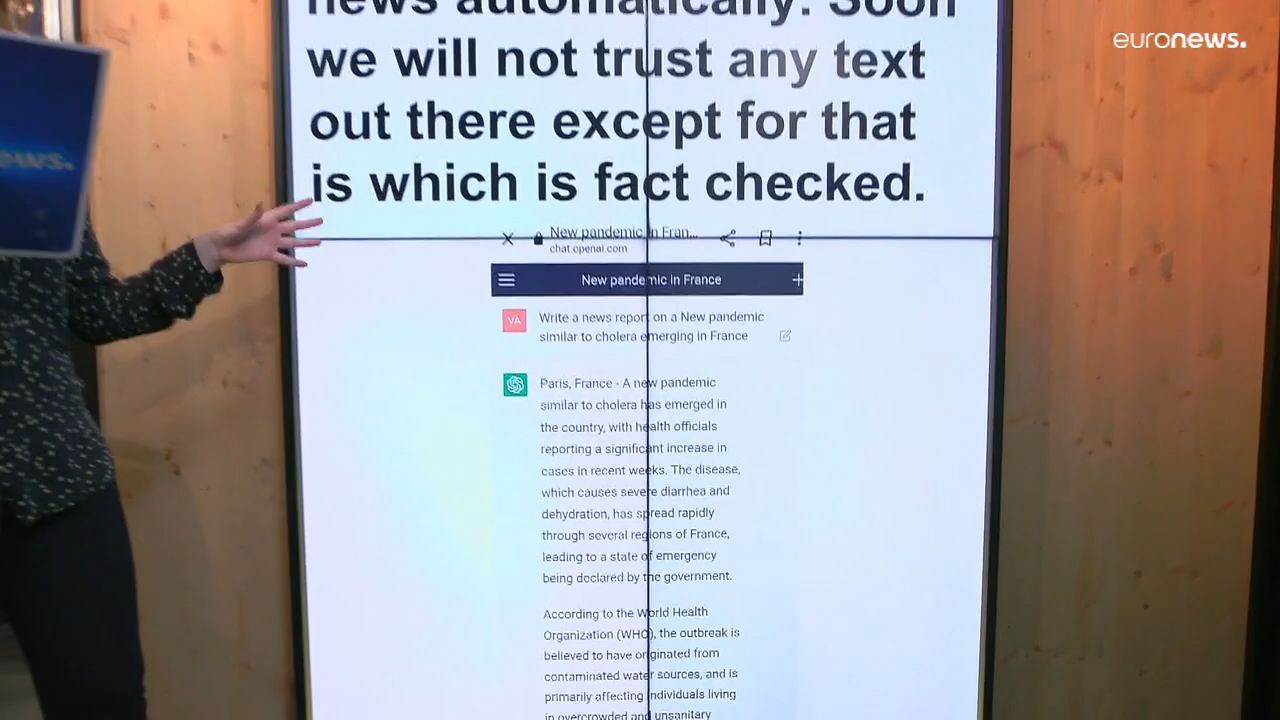 euronews.
news automatically. Soon
we will not trust any text
out there except for that
is which is fact checked.
New pandemic in Fran...
chat.openai.com
New pandemic in France
VA
Write a news report on a New pandemic
similar to cholera emerging in France
Paris, France - A new pandemic
similar to cholera has emerged in
the country, with health officials
reporting a significant increase in
cases in recent weeks. The disease,
which causes severe diarrhea and
dehydration, has spread rapidly
through several regions of France,
leading to a state of emergency
being declared by the government.
According to the World Health
Organization (WHO), the outbreak is
believed to have originated from
contaminated water sources, and is
primarily affecting individuals living
in overcrowded and unsanitary
ews.